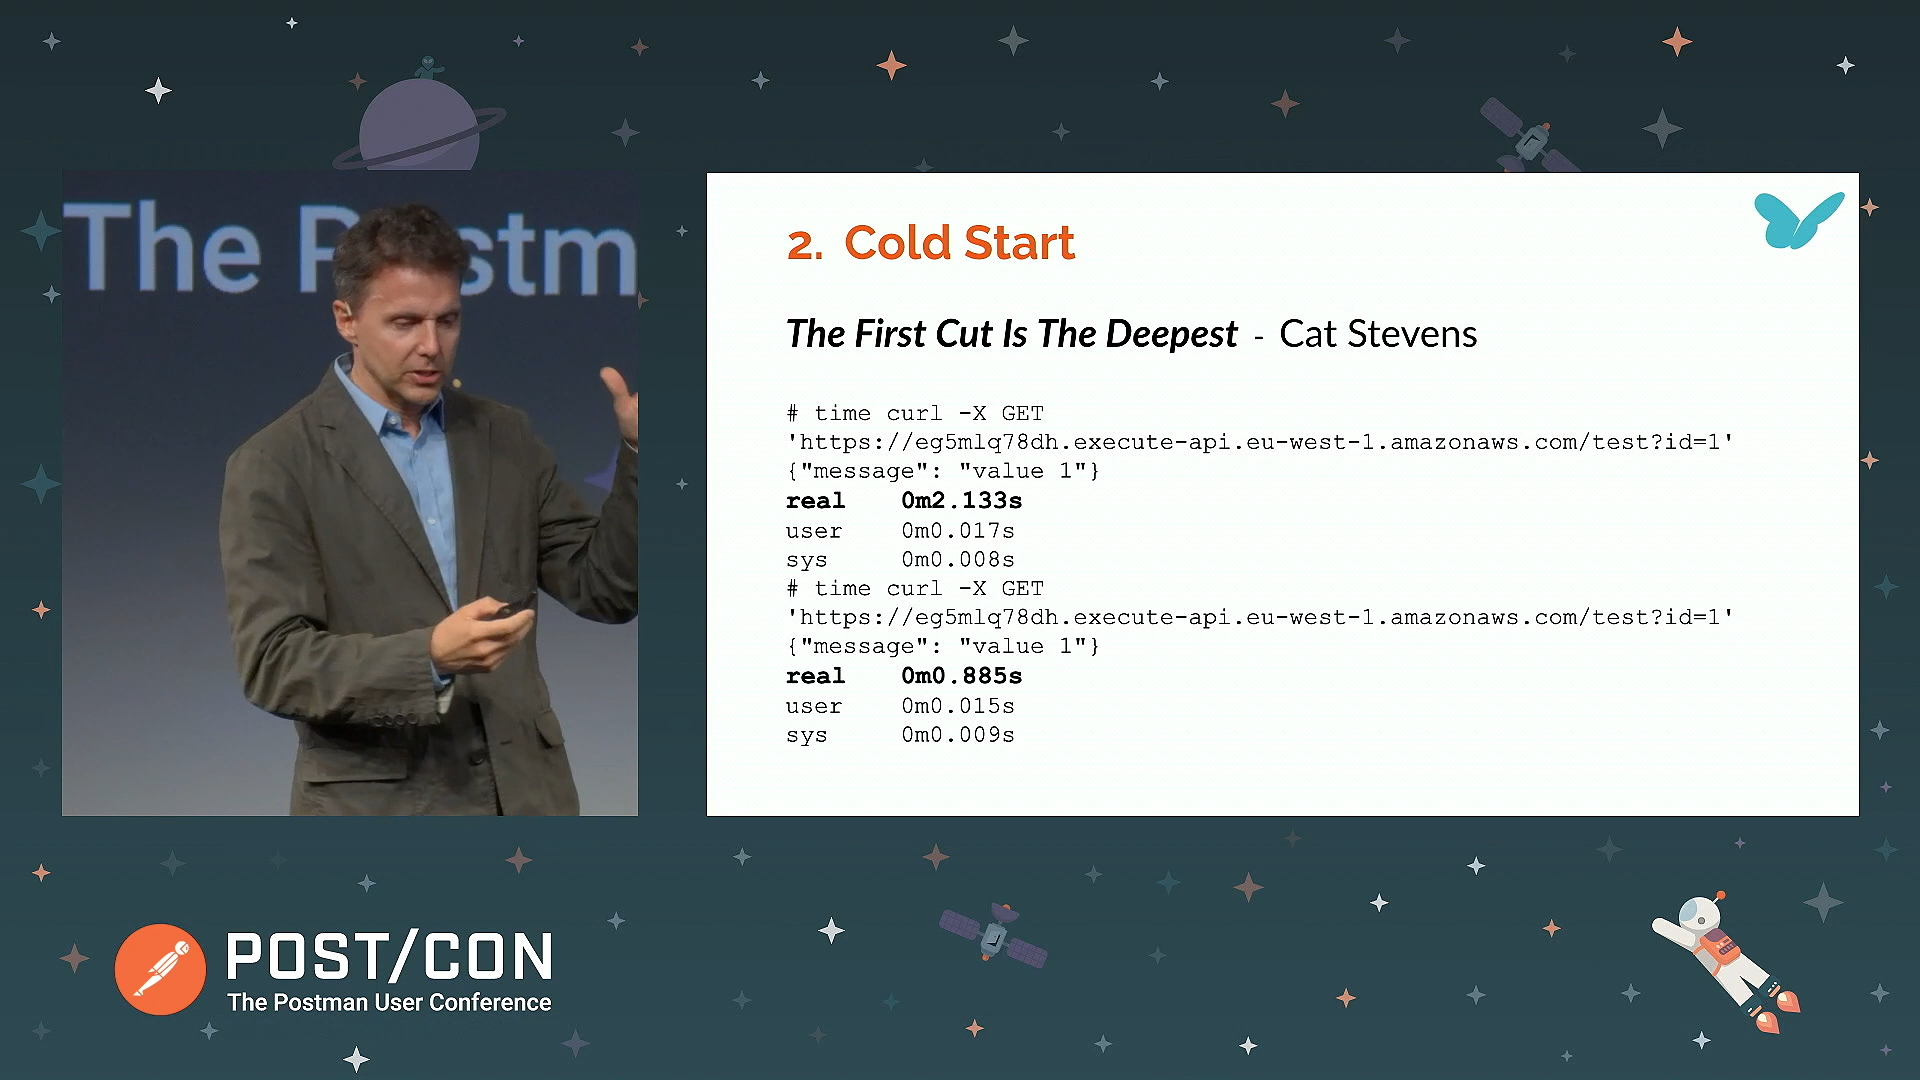 The P stm
2. Cold Start
The First Cut Is The Deepest - Cat Stevens
# time curl -X GET
'https://eg5mlq78dh.execute-api.eu-west-1.amazonaws.com/test?id=1'
{"message": "value 1"}
real 0m2.133s
user 0m0.017s
sys 0m0.008s
# time curl -X GET
'https://eg5mlq78dh.execute-api.eu-west-1.amazonaws.com/test?id=1'
{"message": "value 1"}
real 0m0.885s
user 0m0.015s
sys 0m0.009s
POST/CON
The Postman User Conference